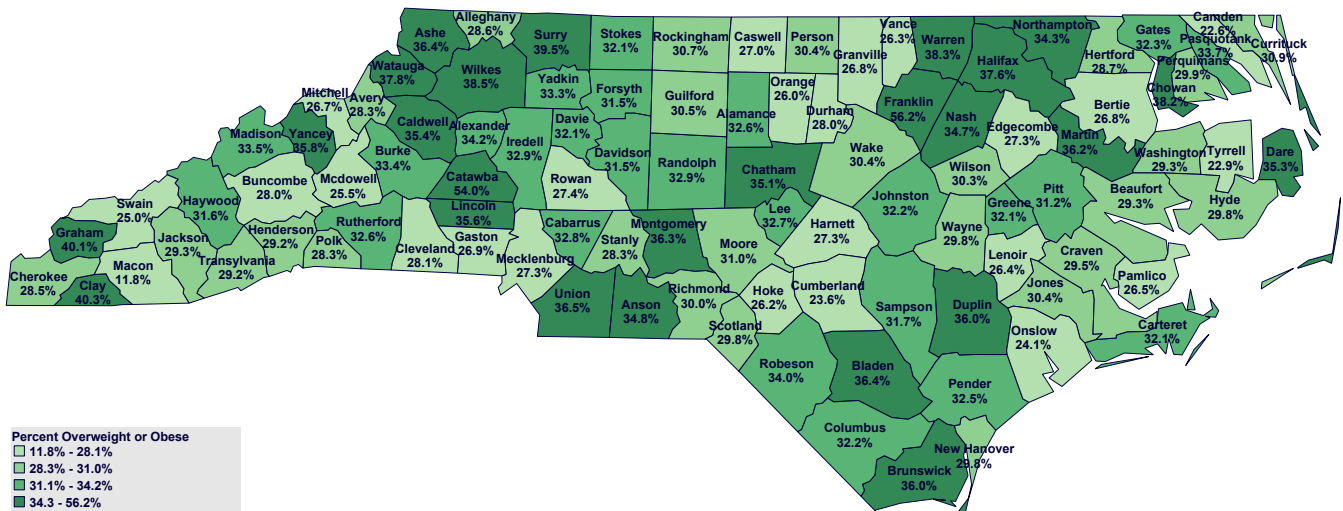 Alleghany
28.6%
Ashe
36.4%
Surry
39.5%
Stokes
32.1%
Rockingham
30.7%
Caswell
27.0%
Person
30.4%
Granville
26.8%
Vance
26.3%
Warren
38.3%
Northampton
34.3%
Halifax
37.6%
Hertford
28.7%
Gates
32.3%
Camden
22.6%
Pasquotank
33.7%
Currituck
30.9%
Perquimans
29.9%
Chowan
38.2%
Watauga
37.8%
Wilkes
38.5%
Yadkin
33.3%
Forsyth
31.5%
Guilford
30.5%
Alamance
32.6%
Orange
26.0%
Durham
28.0%
Franklin
56.2%
Nash
34.7%
Edgecombe
27.3%
Bertie
26.8%
Martin
36.2%
Washington
29.3%
Tyrrell
22.9%
Dare
35.3%
Mitchell
26.7%
Avery
28.3%
Madison
33.5%
Yancey
35.8%
Caldwell
35.4%
Alexander
34.2%
Iredell
32.9%
Davie
32.1%
Davidson
31.5%
Randolph
32.9%
Chatham
35.1%
Wake
30.4%
Wilson
30.3%
Pitt
31.2%
Beaufort
29.3%
Hyde
29.8%
Burke
33.4%
Catawba
54.0%
Rowan
27.4%
Buncombe
28.0%
Mcdowell
25.5%
Haywood
31.6%
Swain
25.0%
Graham
40.1%
Jackson
29.3%
Henderson
29.2%
Polk
28.3%
Rutherford
32.6%
Cleveland
28.1%
Lincoln
35.6%
Gaston
26.9%
Mecklenburg
27.3%
Cabarrus
32.8%
Stanly
28.3%
Montgomery
36.3%
Moore
31.0%
Lee
32.7%
Harnett
27.3%
Johnston
32.2%
Wayne
29.8%
Greene
32.1%
Lenoir
26.4%
Craven
29.5%
Pamlico
26.5%
Jones
30.4%
Carteret
32.1%
Cherokee
28.5%
Clay
40.3%
Macon
11.8%
Transylvania
29.2%
Union
36.5%
Anson
34.8%
Richmond
30.0%
Scotland
29.8%
Hoke
26.2%
Cumberland
23.6%
Sampson
31.7%
Duplin
36.0%
Onslow
24.1%
Robeson
34.0%
Bladen
36.4%
Pender
32.5%
Columbus
32.2%
New Hanover
29.8%
Brunswick
36.0%
Percent Overweight or Obese
11.8% - 28.1%
28.3% - 31.0%
31.1% - 34.2%
34.3 - 56.2%